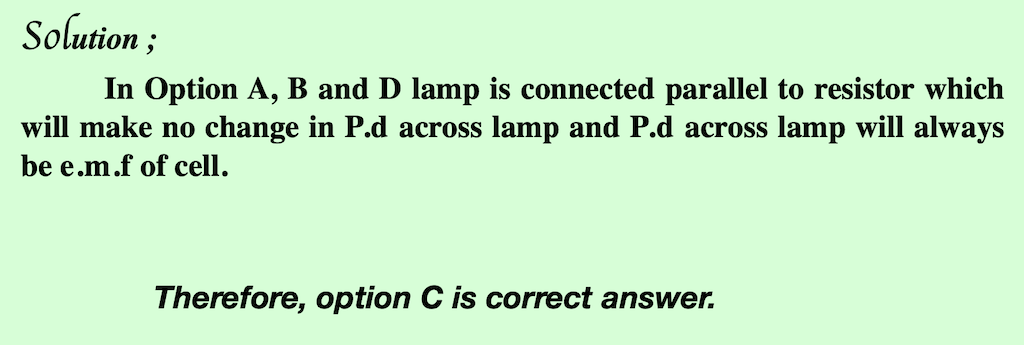 Solution ;
In Option A, B and D lamp is connected parallel to resistor which
will make no change in P.d across lamp and P.d across lamp will always
be e.m.f of cell.
Therefore, option C is correct answer.